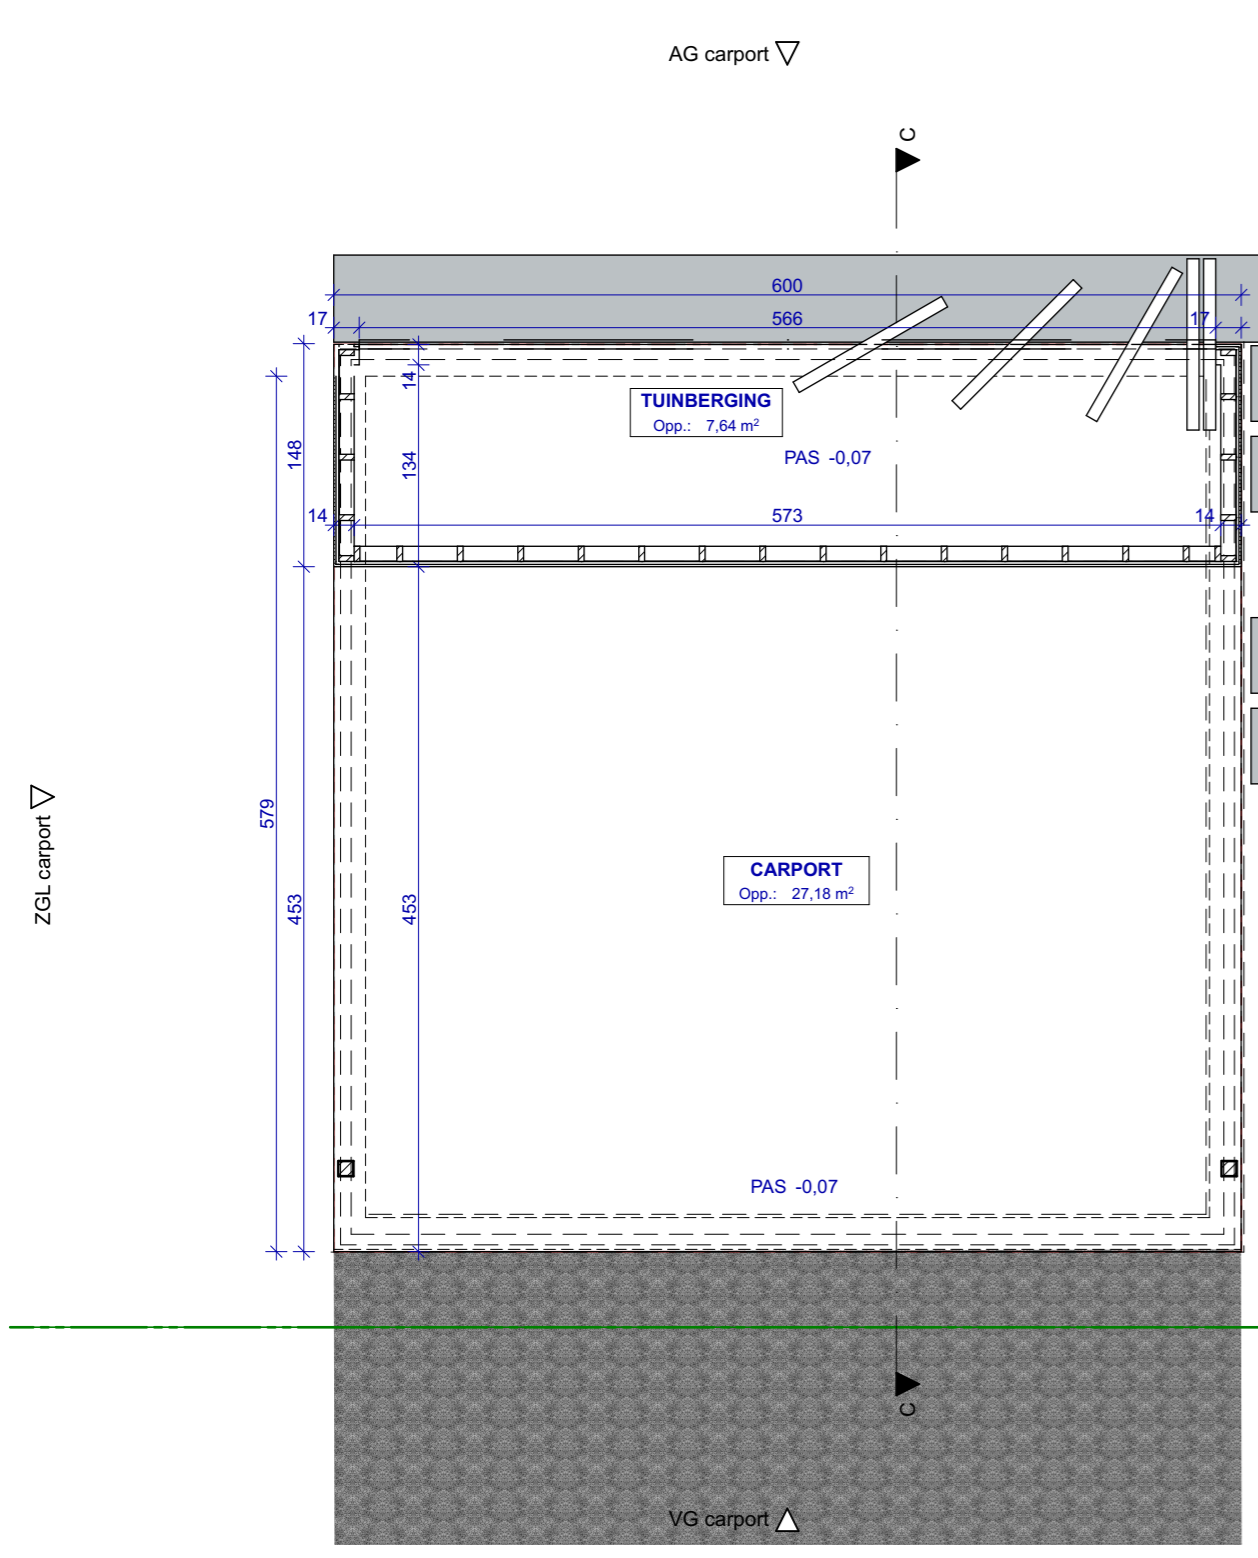 AG carport
C
600
17
566
17
14
TUINBERGING
Opp.: 7,64 m²
148
134
PAS -0,07
14
573
14
579
453
453
ZGL carport
CARPORT
Opp.: 27,18 m²
PAS -0,07
C
VG carport